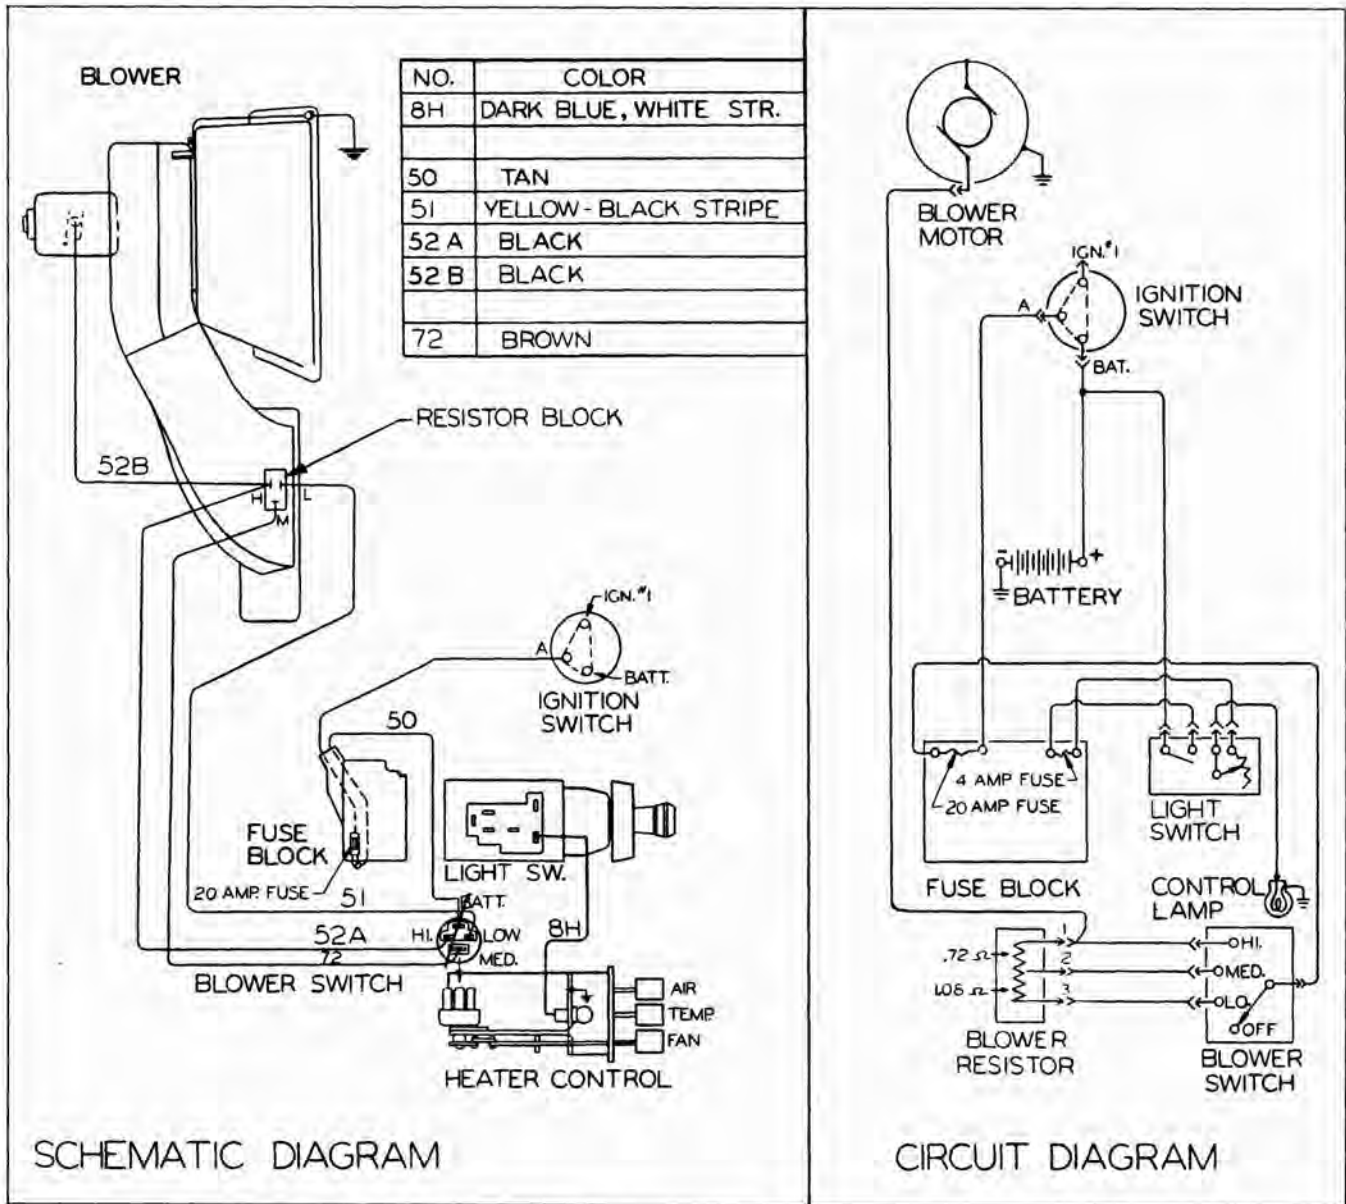 BLOWER
NO. COLOR
8H DARK BLUE, WHITE STR.
50 TAN
51 YELLOW-BLACK STRIPE
52 A BLACK
52 B BLACK
72 BROWN
RESISTOR BLOCK
52B
H L
M
IGN.#1
A
BATT.
IGNITION
SWITCH
50
FUSE
BLOCK
20 AMP. FUSE
51
LIGHT SW.
BATT.
52A
HI. LOW
72
MED.
8H
BLOWER SWITCH
AIR
TEMP.
FAN
HEATER CONTROL
SCHEMATIC DIAGRAM
BLOWER
MOTOR
IGN.#1
A
IGNITION
SWITCH
BAT.
- +
BATTERY
4 AMP FUSE
20 AMP FUSE
LIGHT
SWITCH
FUSE BLOCK
CONTROL
LAMP
1
.72 Ω
2
1.08 Ω
3
HI.
MED.
LO.
OFF
BLOWER
RESISTOR
BLOWER
SWITCH
CIRCUIT DIAGRAM